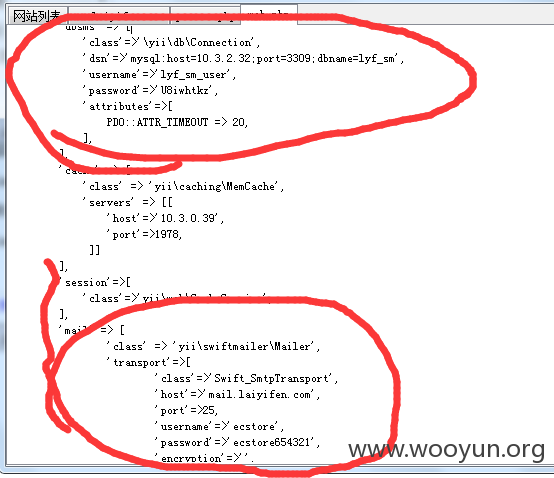 网站列表
'dbsms' => [
'class'=>'\yii\db\Connection',
'dsn'=>'mysql:host=10.3.2.32;port=3309;dbname=lyf_sm',
'username'=>'lyf_sm_user',
'password'=>'U8iwhtkz',
'attributes'=>[
PDO::ATTR_TIMEOUT => 20,
],
],
'cache' => [
'class' => 'yii\caching\MemCache',
'servers' => [[
'host'=>'10.3.0.39',
'port'=>1978,
]]
],
'session'=>[
'class'=>'yii\web\
],
'mail' => [
'class' => 'yii\swiftmailer\Mailer',
'transport'=>[
'class'=>'Swift_SmtpTransport',
'host'=>'mail.laiyifen.com',
'port'=>25,
'username'=>'ecstore',
'password'=>'ecstore654321',
'encryption'=>'',
www.wooyun.org